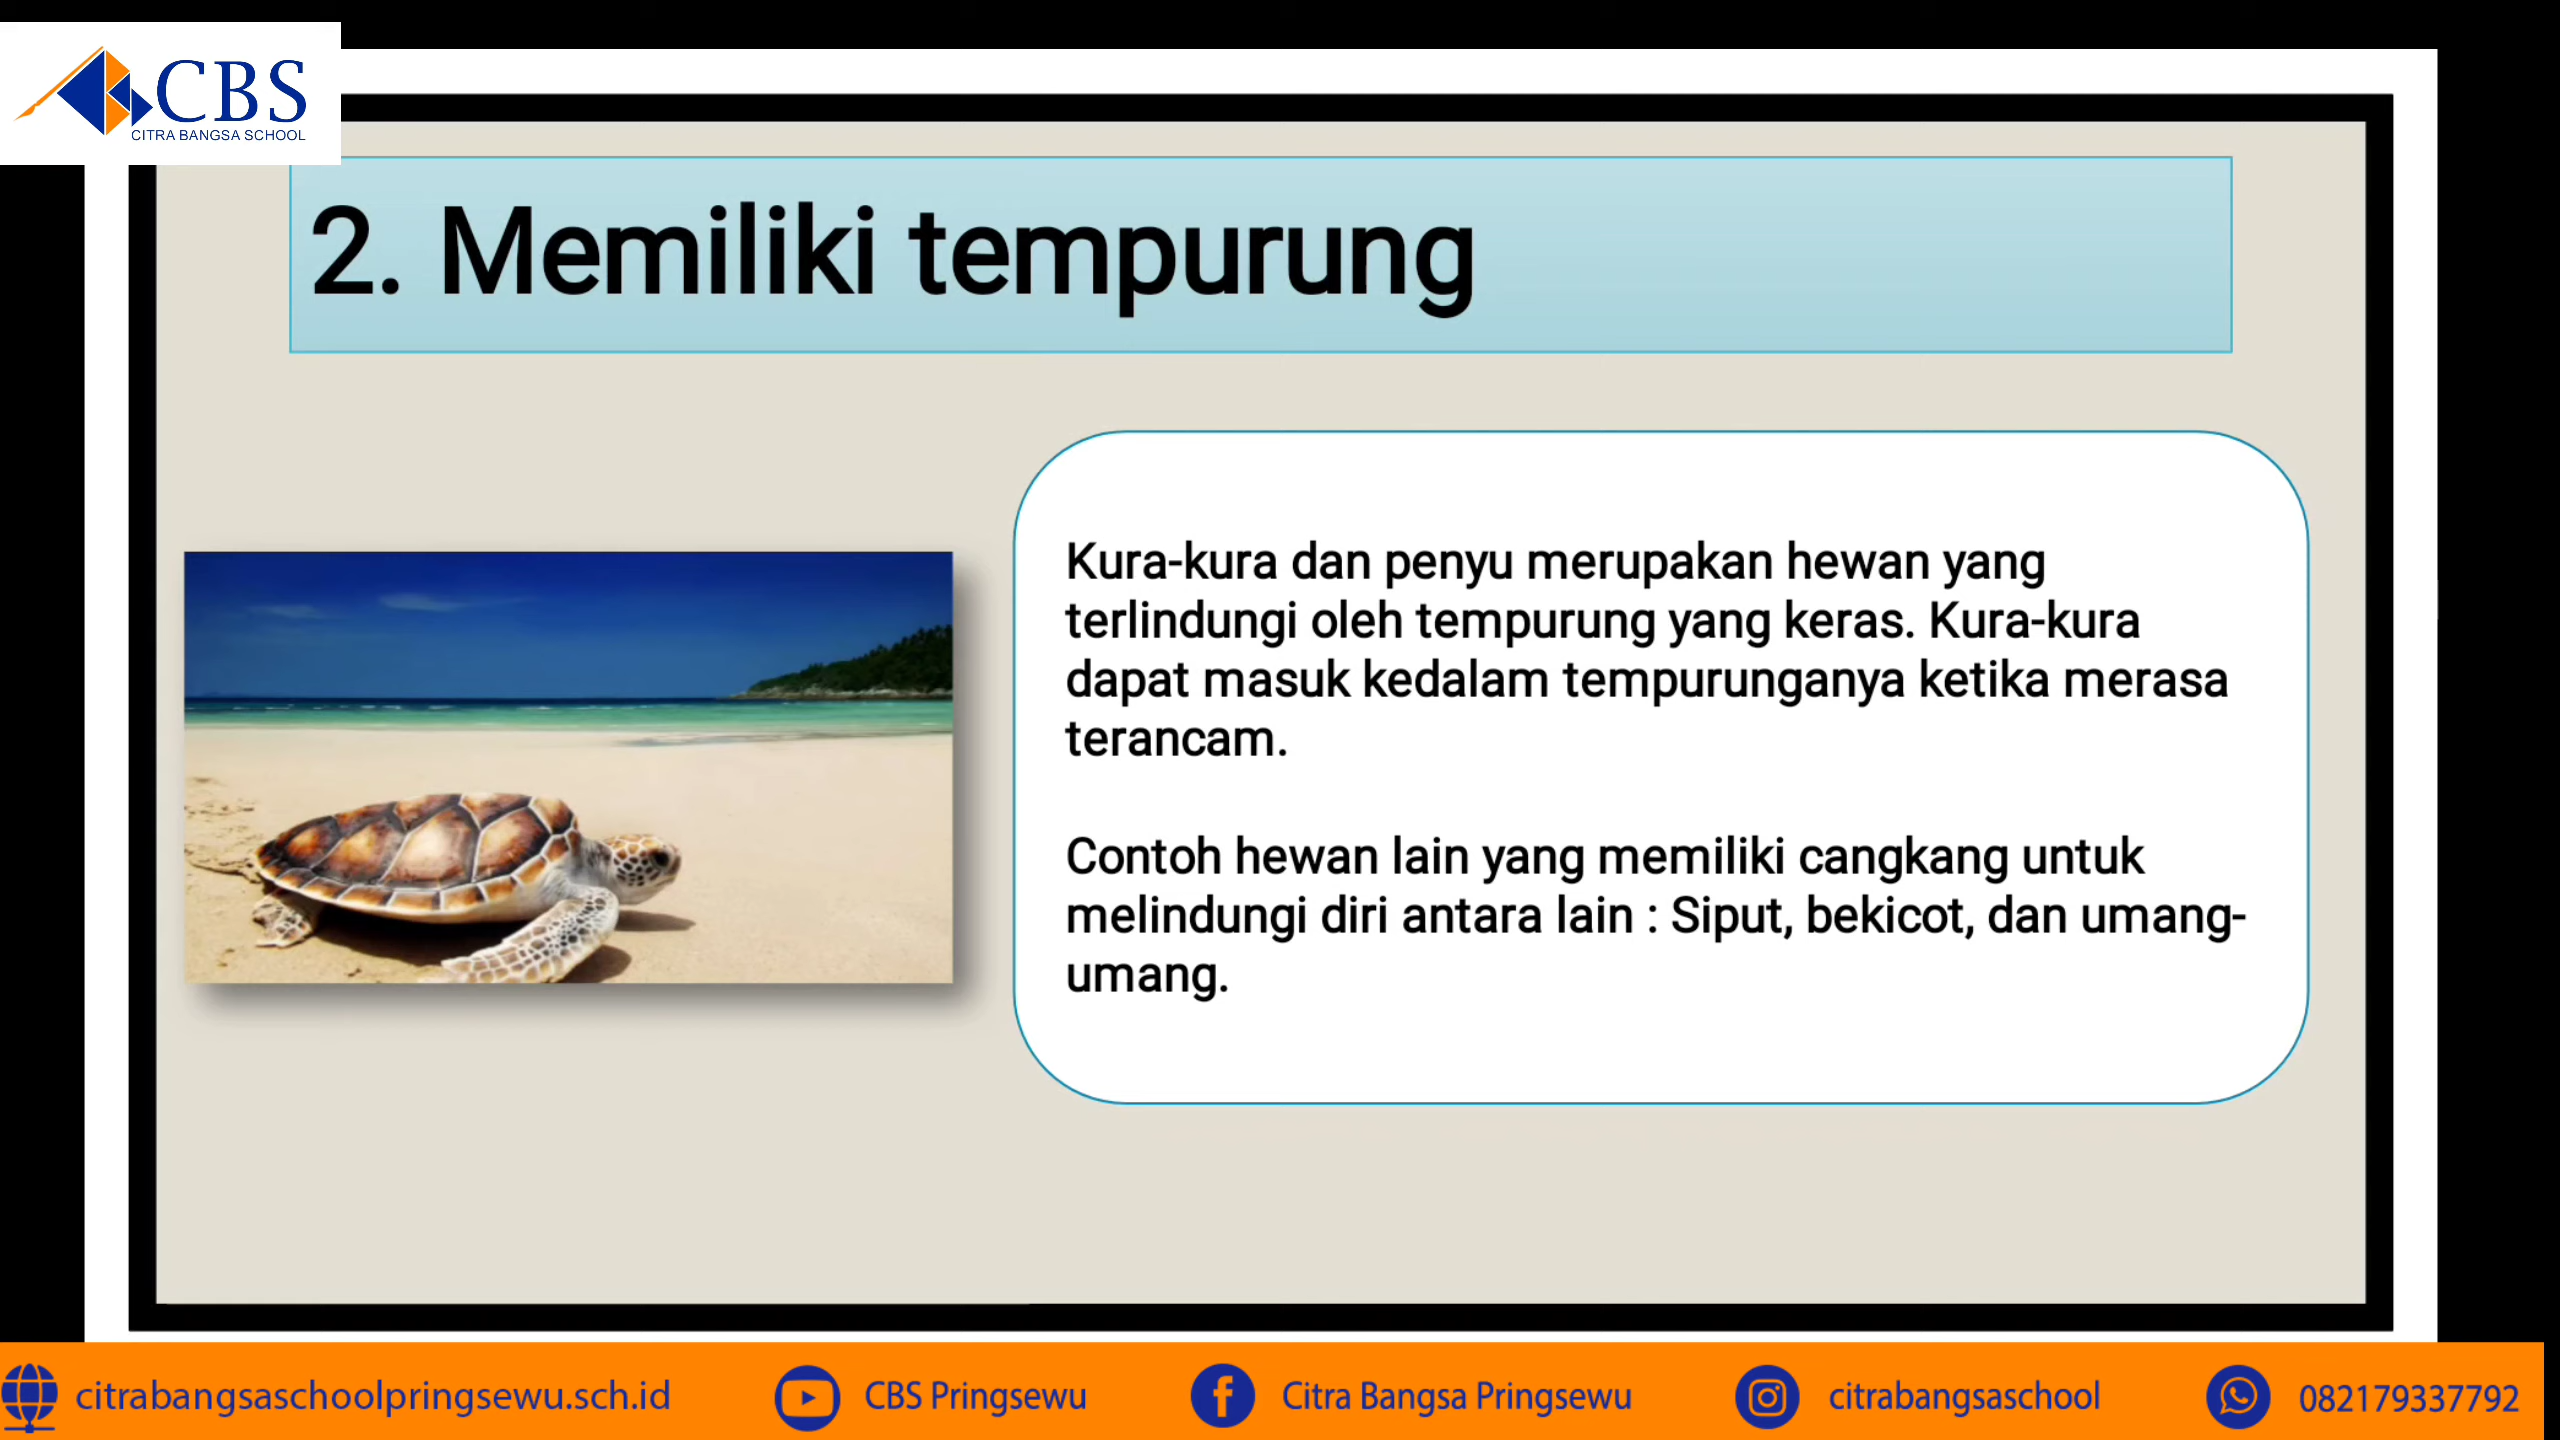 CBS
CITRA BANGSA SCHOOL
2. Memiliki tempurung
Kura-kura dan penyu merupakan hewan yang
terlindungi oleh tempurung yang keras. Kura-kura
dapat masuk kedalam tempurunganya ketika merasa
terancam.
Contoh hewan lain yang memiliki cangkang untuk
melindungi diri antara lain : Siput, bekicot, dan umang-
umang.
citrabangsaschoolpringsewu.sch.id
CBS Pringsewu
Citra Bangsa Pringsewu
citrabangsaschool
082179337792